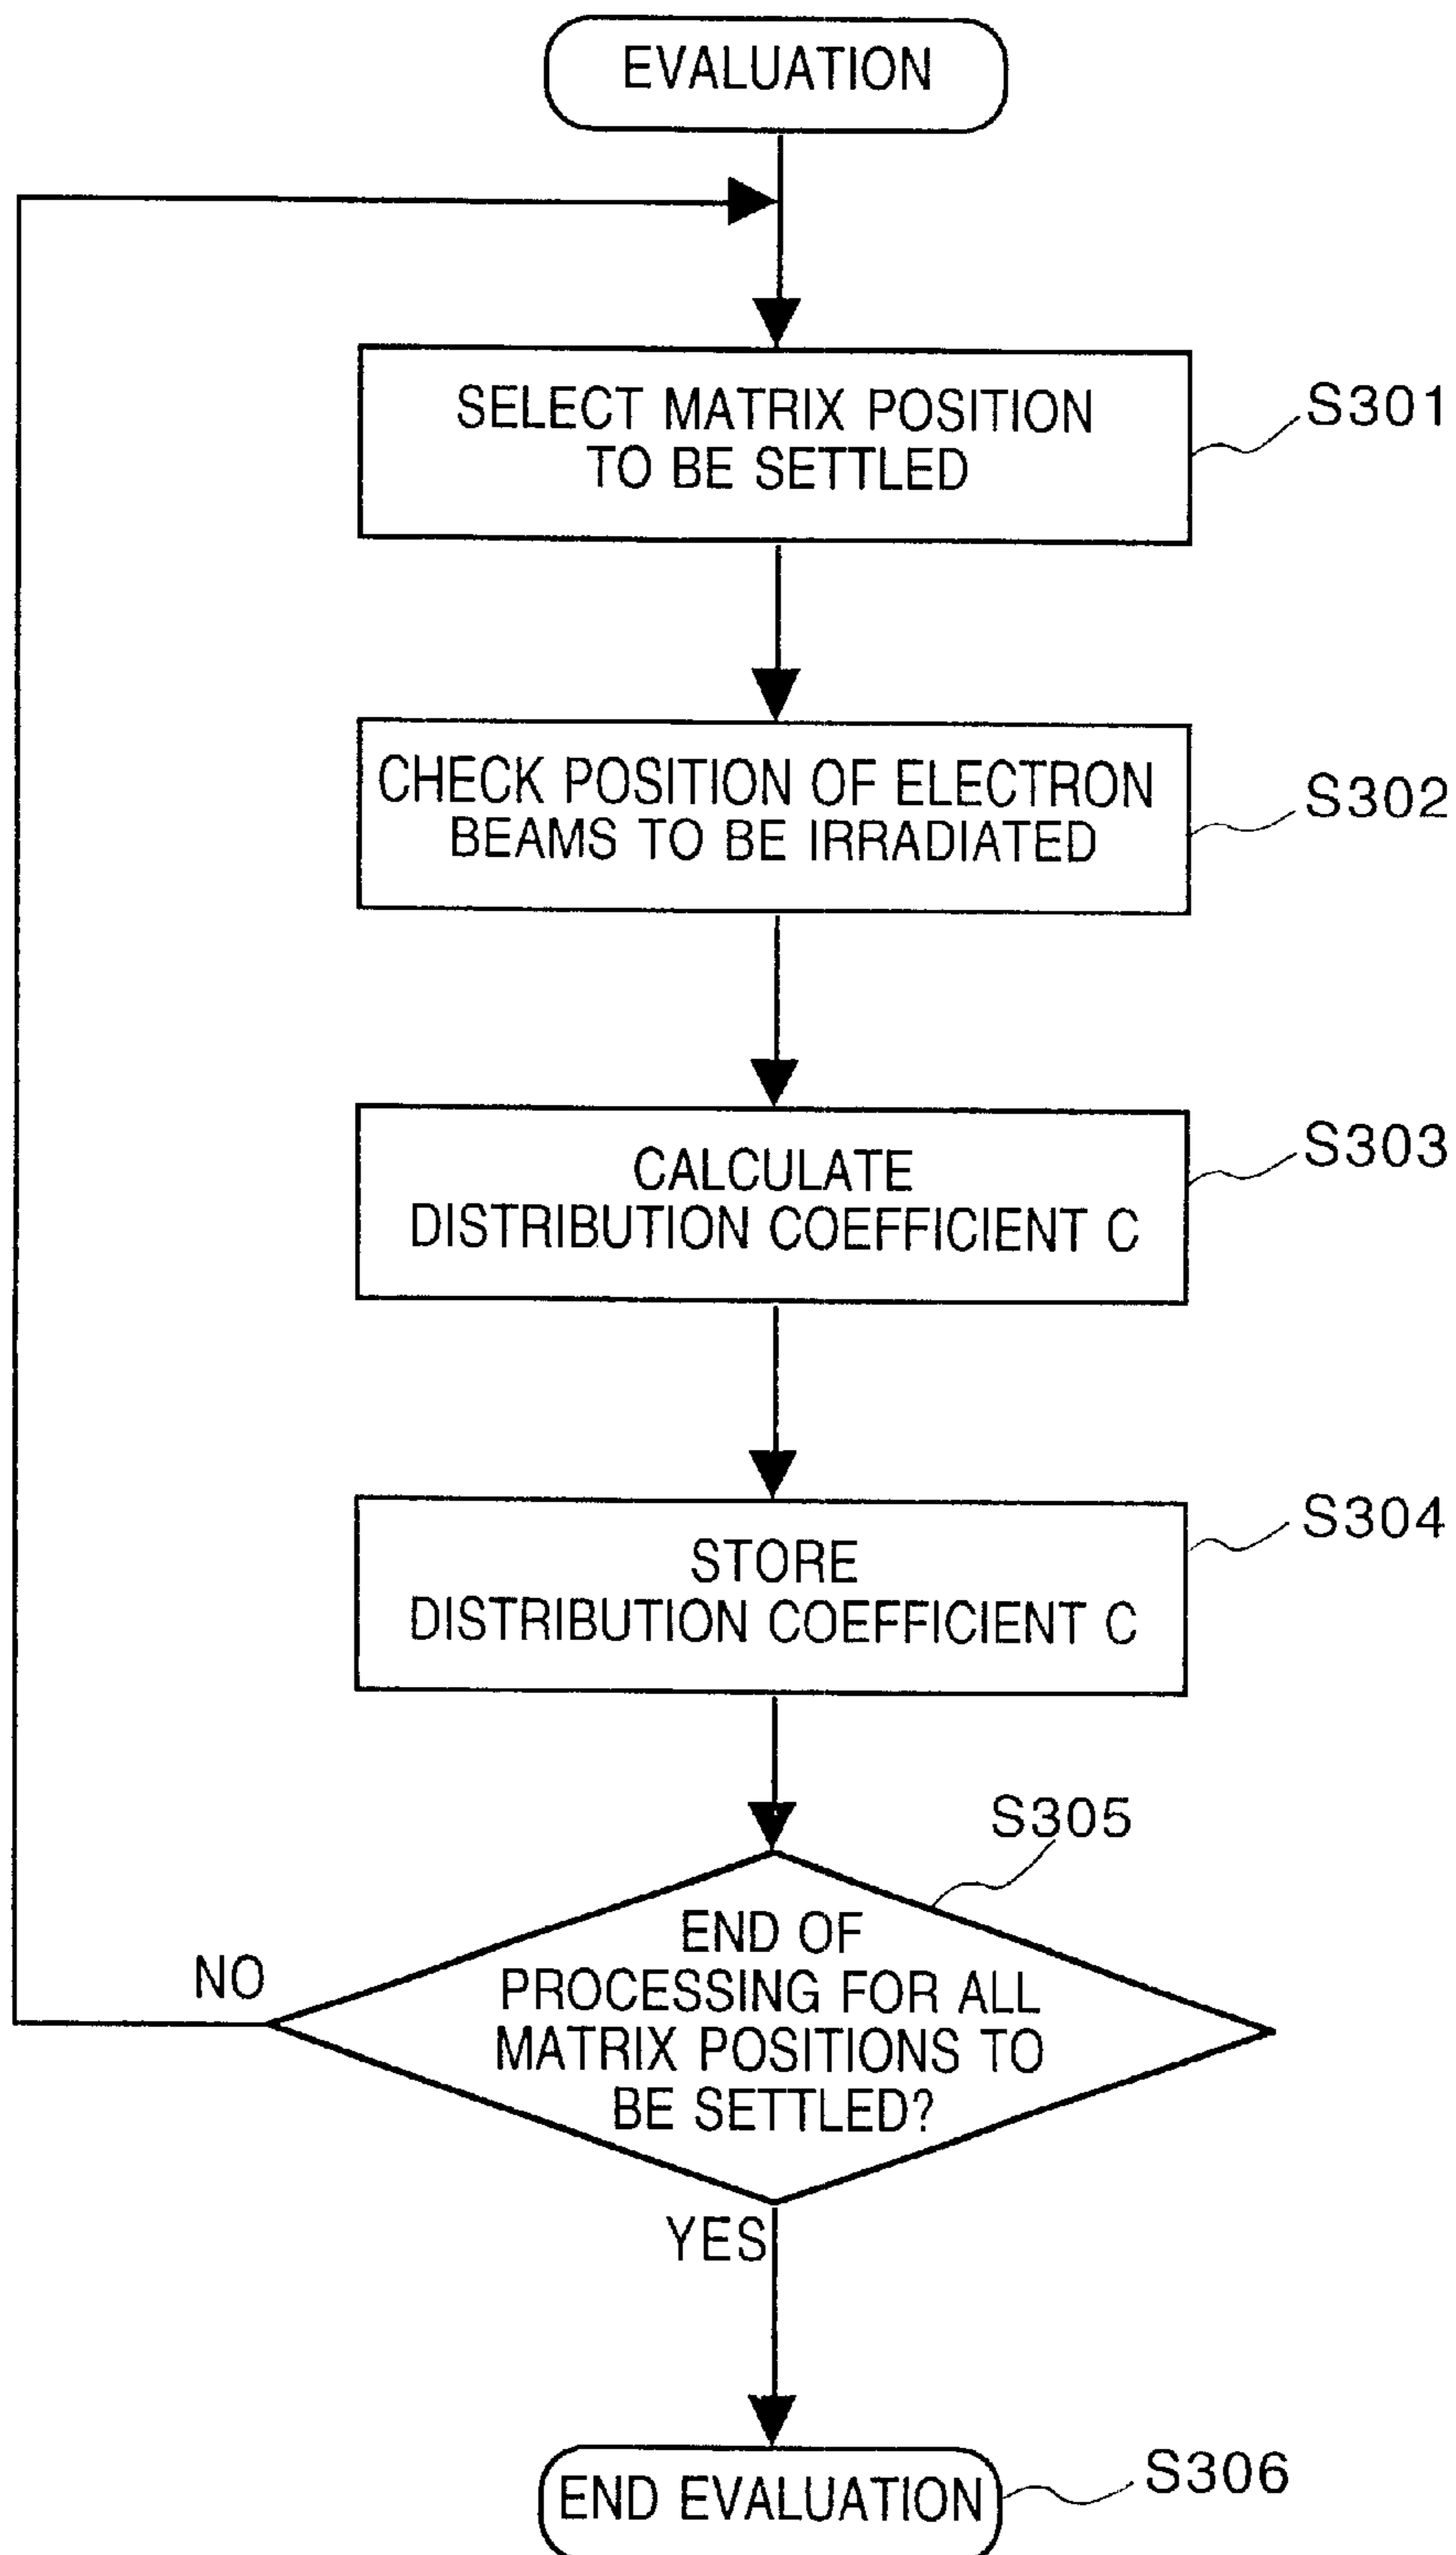 EVALUATION
SELECT MATRIX POSITION
TO BE SETTLED
S301
CHECK POSITION OF ELECTRON
BEAMS TO BE IRRADIATED
S302
CALCULATE
DISTRIBUTION COEFFICIENT C
S303
STORE
DISTRIBUTION COEFFICIENT C
S304
S305
END OF
PROCESSING FOR ALL
MATRIX POSITIONS TO
BE SETTLED?
NO
YES
END EVALUATION
S306